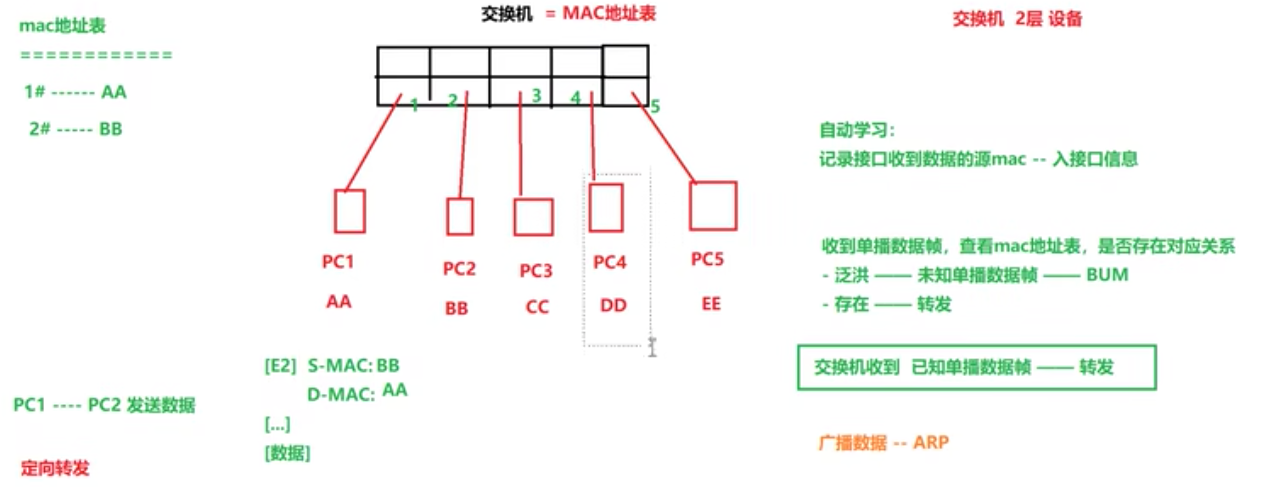 mac地址表
============
1# ------ AA
2# ----- BB
交换机 = MAC地址表
1 2 3 4 5
PC1 PC2 PC3 PC4 PC5
AA BB CC DD EE
[E2] S-MAC: BB
D-MAC: AA
[...]
[数据]
PC1 ---- PC2 发送数据
定向转发
交换机 2层 设备
自动学习：
记录接口收到数据的源mac -- 入接口信息
收到单播数据帧，查看mac地址表，是否存在对应关系
- 泛洪 —— 未知单播数据帧 —— BUM
- 存在 —— 转发
交换机收到 已知单播数据帧 —— 转发
广播数据 -- ARP